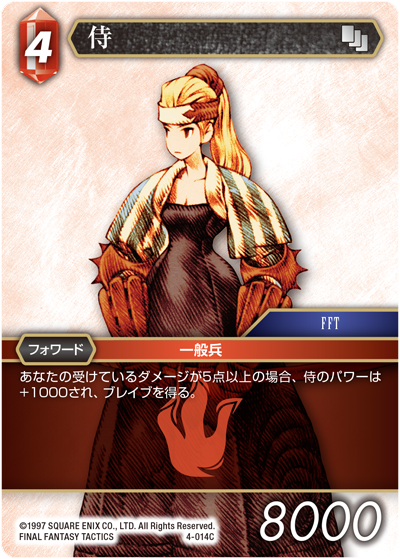 4
侍
FFT
フォワード
一般兵
あなたの受けているダメージが5点以上の場合、侍のパワーは
+1000され、ブレイブを得る。
©1997 SQUARE ENIX CO., LTD. All Rights Reserved.
FINAL FANTASY TACTICS
4-014C
8000